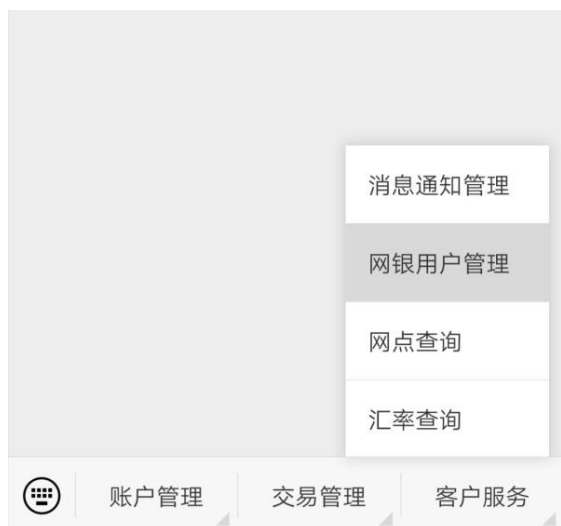 消息通知管理
网银用户管理
网点查询
汇率查询
账户管理 交易管理 客户服务